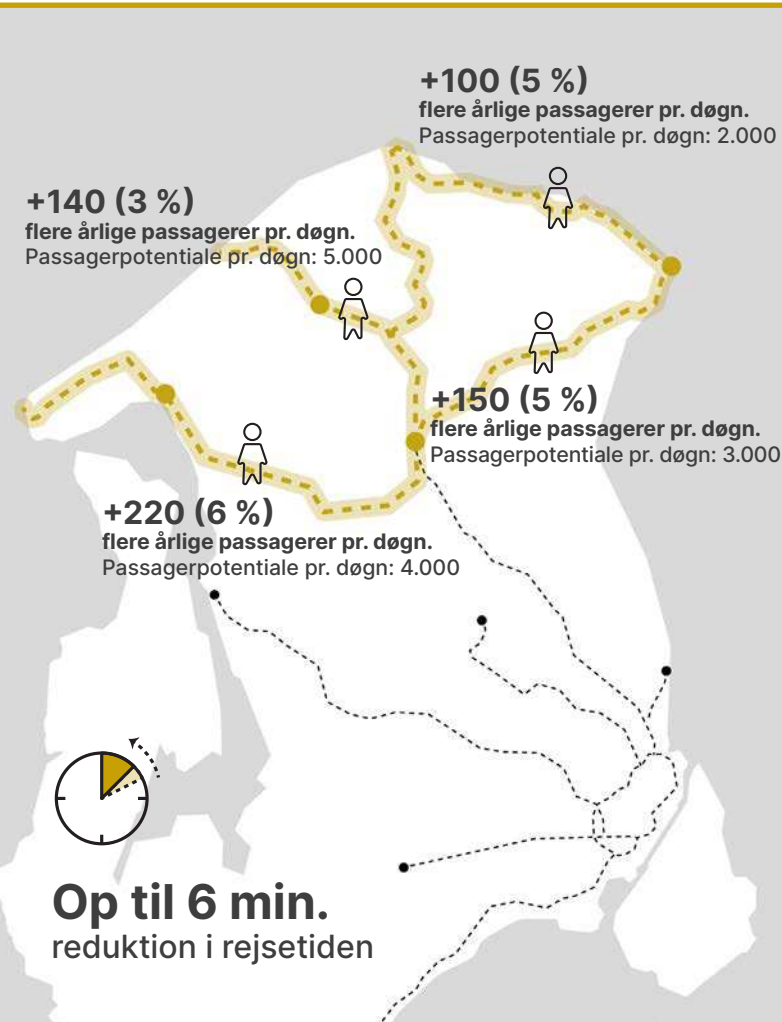 +100 (5 %)
flere årlige passagerer pr. døgn.
Passagerpotentiale pr. døgn: 2.000
+140 (3 %)
flere årlige passagerer pr. døgn.
Passagerpotentiale pr. døgn: 5.000
+150 (5 %)
flere årlige passagerer pr. døgn.
Passagerpotentiale pr. døgn: 3.000
+220 (6 %)
flere årlige passagerer pr. døgn.
Passagerpotentiale pr. døgn: 4.000
Op til 6 min.
reduktion i rejsetiden